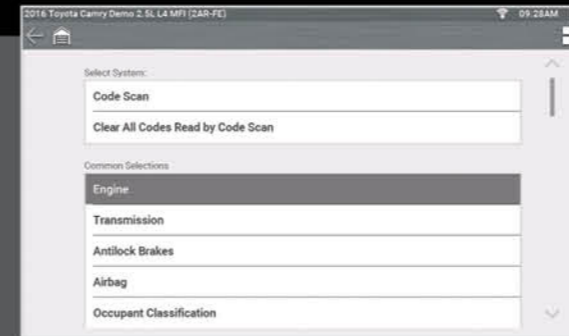 2016 Toyota Camry Demo 2.5L L4 MFI (2AR-FE)
09:28AM
Select System:
Code Scan
Clear All Codes Read by Code Scan
Common Selections
Engine
Transmission
Antilock Brakes
Airbag
Occupant Classification